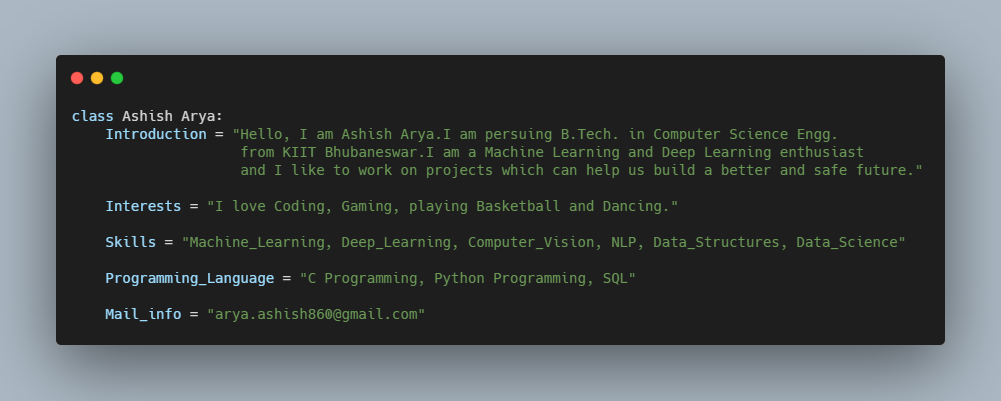 class Ashish Arya:
    Introduction = "Hello, I am Ashish Arya.I am persuing B.Tech. in Computer Science Engg.
                    from KIIT Bhubaneswar.I am a Machine Learning and Deep Learning enthusiast
                    and I like to work on projects which can help us build a better and safe future."
    Interests = "I love Coding, Gaming, playing Basketball and Dancing."
    Skills = "Machine_Learning, Deep_Learning, Computer_Vision, NLP, Data_Structures, Data_Science"
    Programming_Language = "C Programming, Python Programming, SQL"
    Mail_info = "arya.ashish860@gmail.com"